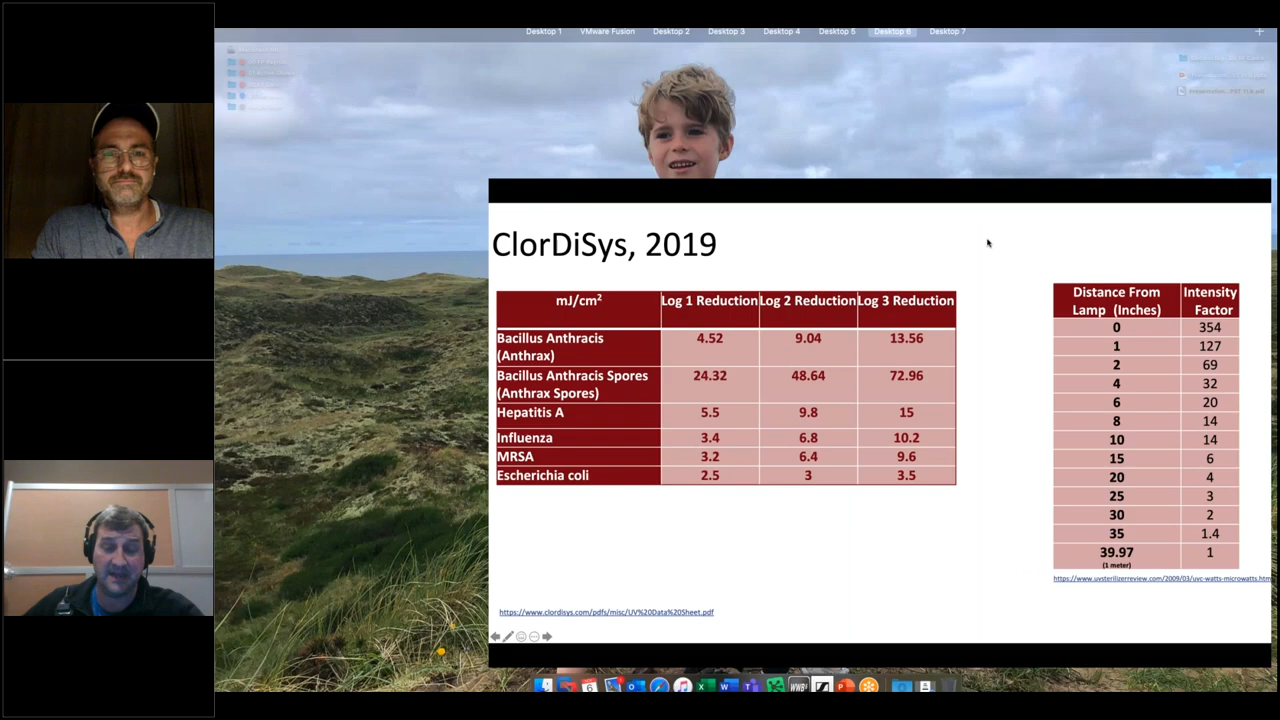 Desktop 1 VMware Fusion Desktop 2 Desktop 3 Desktop 4 Desktop 5 Desktop 6 Desktop 7
ClorDiSys, 2019
mJ/cm² Log 1 Reduction Log 2 Reduction Log 3 Reduction
Bacillus Anthracis
(Anthrax) 4.52 9.04 13.56
Bacillus Anthracis Spores
(Anthrax Spores) 24.32 48.64 72.96
Hepatitis A 5.5 9.8 15
Influenza 3.4 6.8 10.2
MRSA 3.2 6.4 9.6
Escherichia coli 2.5 3 3.5
https://www.clordisys.com/pdfs/misc/UV%20Data%20Sheet.pdf
Distance From Intensity
Lamp (Inches) Factor
0 354
1 127
2 69
4 32
6 20
8 14
10 14
15 6
20 4
25 3
30 2
35 1.4
39.97 1
(1 meter)
https://www.uvsterilizerreview.com/2009/03/uvc-watts-microwatts.htm